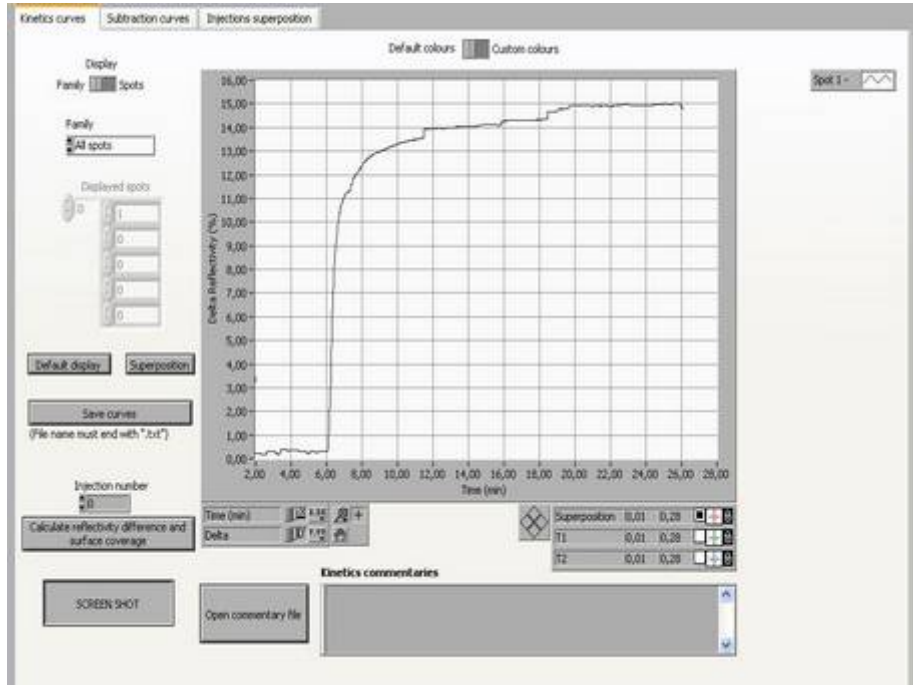 Kinetics curves Subtraction curves Injections superposition
Default colours Custom colours
Display
Family Spots
Spot 1 -
Family
All spots
Displayed spots
0 1
0
0
0
0
Default display Superposition
Save curves
(File name must end with ".txt")
Injection number
0
Calculate reflectivity difference and
surface coverage
SCREEN SHOT
Delta Reflectivity (%)
16,00
15,00
14,00
13,00
12,00
11,00
10,00
9,00
8,00
7,00
6,00
5,00
4,00
3,00
2,00
1,00
0,00
2,00 4,00 6,00 8,00 10,00 12,00 14,00 16,00 18,00 20,00 22,00 24,00 26,00 28,00
Time (min)
Time (min)
Delta
Superposition 0,01 0,28
T1 0,01 0,28
T2 0,01 0,28
Kinetics commentaries
Open commentary file